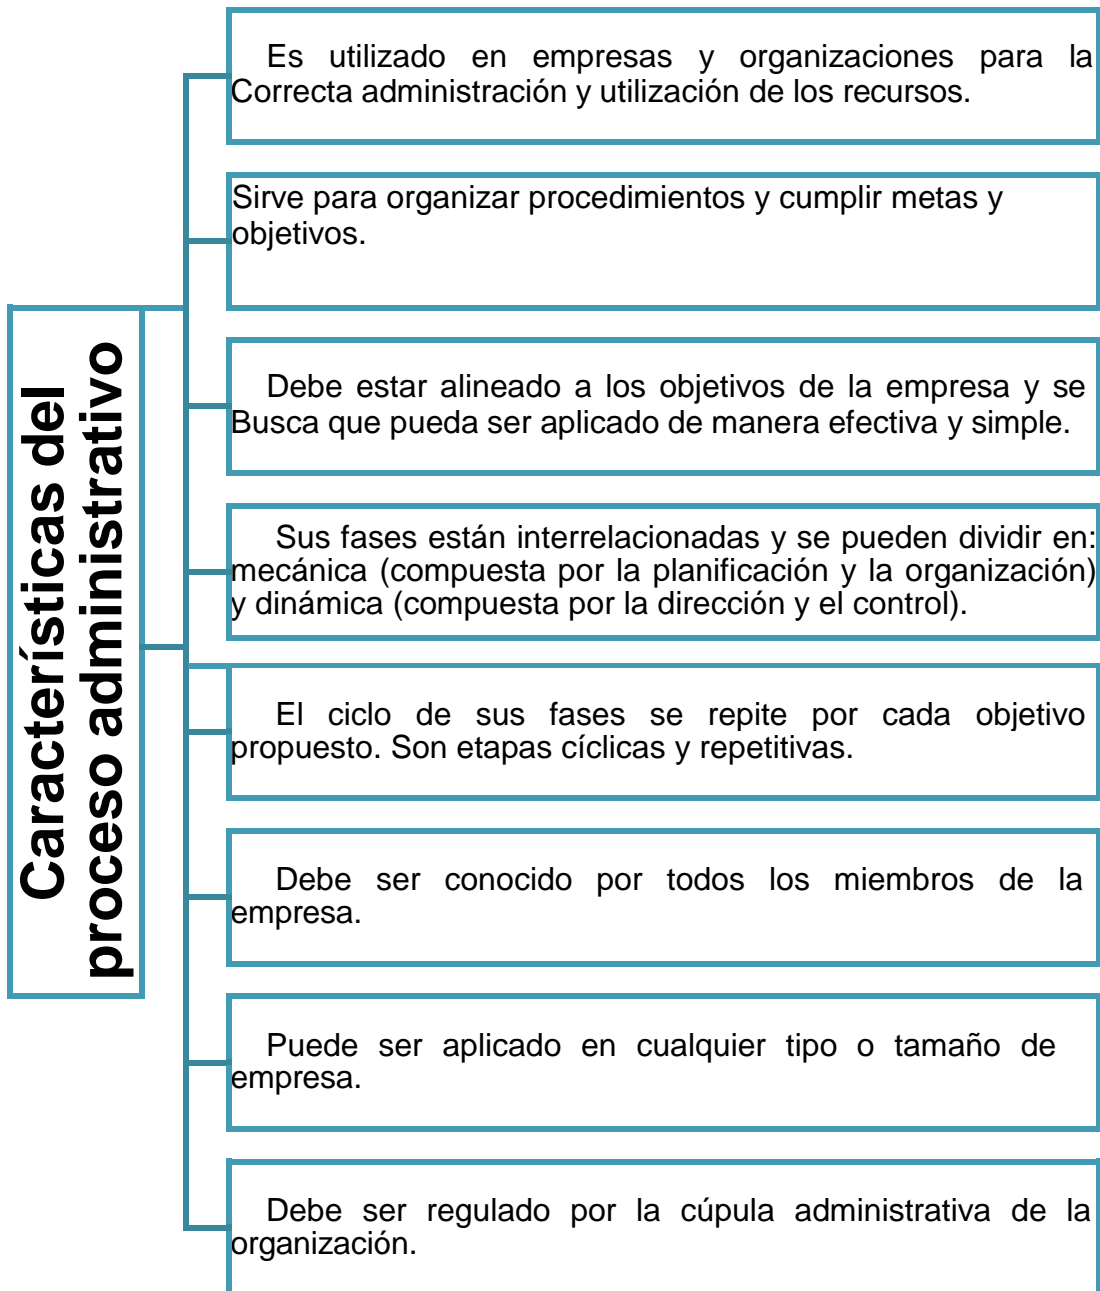 Características del
proceso administrativo
Es utilizado en empresas y organizaciones para la
Correcta administración y utilización de los recursos.
Sirve para organizar procedimientos y cumplir metas y
objetivos.
Debe estar alineado a los objetivos de la empresa y se
Busca que pueda ser aplicado de manera efectiva y simple.
Sus fases están interrelacionadas y se pueden dividir en:
mecánica (compuesta por la planificación y la organización)
y dinámica (compuesta por la dirección y el control).
El ciclo de sus fases se repite por cada objetivo
propuesto. Son etapas cíclicas y repetitivas.
Debe ser conocido por todos los miembros de la
empresa.
Puede ser aplicado en cualquier tipo o tamaño de
empresa.
Debe ser regulado por la cúpula administrativa de la
organización.